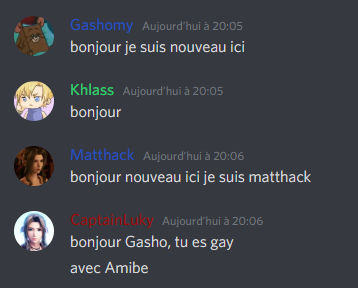 Gashomy Aujourd'hui à 20:05
bonjour je suis nouveau ici
Khlass Aujourd'hui à 20:05
bonjour
Matthack Aujourd'hui à 20:06
bonjour nouveau ici je suis matthack
CaptainLuky Aujourd'hui à 20:06
bonjour Gasho, tu es gay
avec Amibe